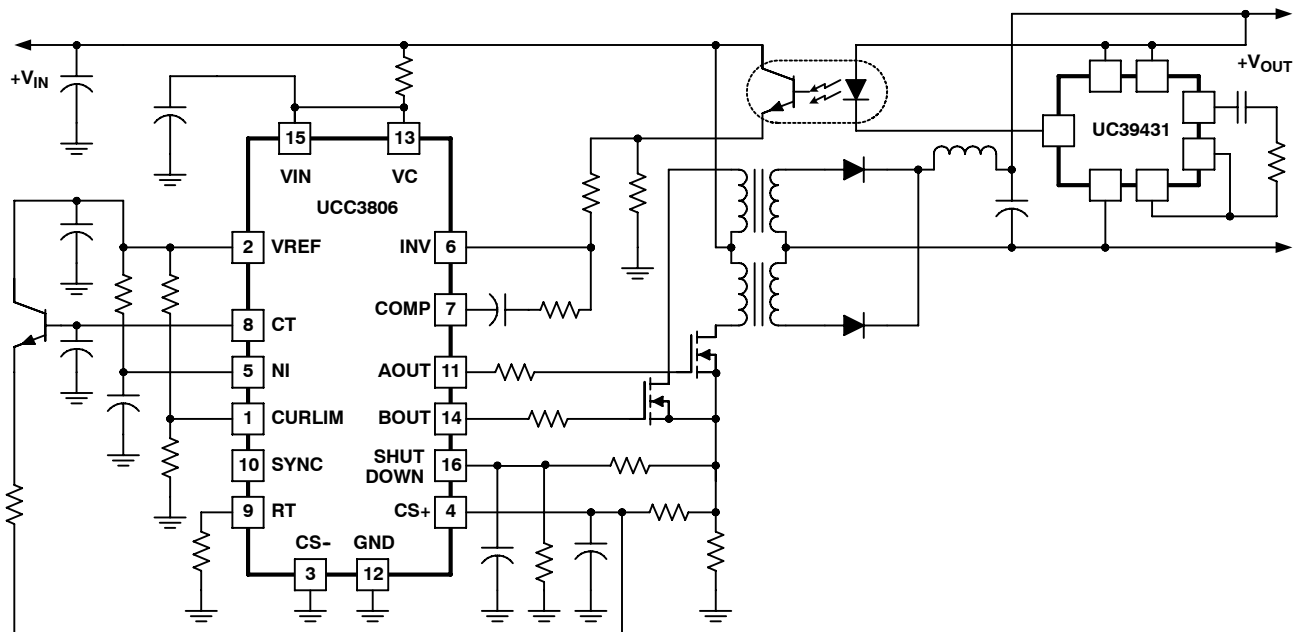 +VIN
+VOUT
UC39431
15
13
VIN
VC
UCC3806
2
VREF
INV
6
COMP
7
8
CT
5
NI
AOUT
11
1
CURLIM
BOUT
14
10
SYNC
SHUT
DOWN
16
9
RT
CS+
4
CS-
GND
3
12